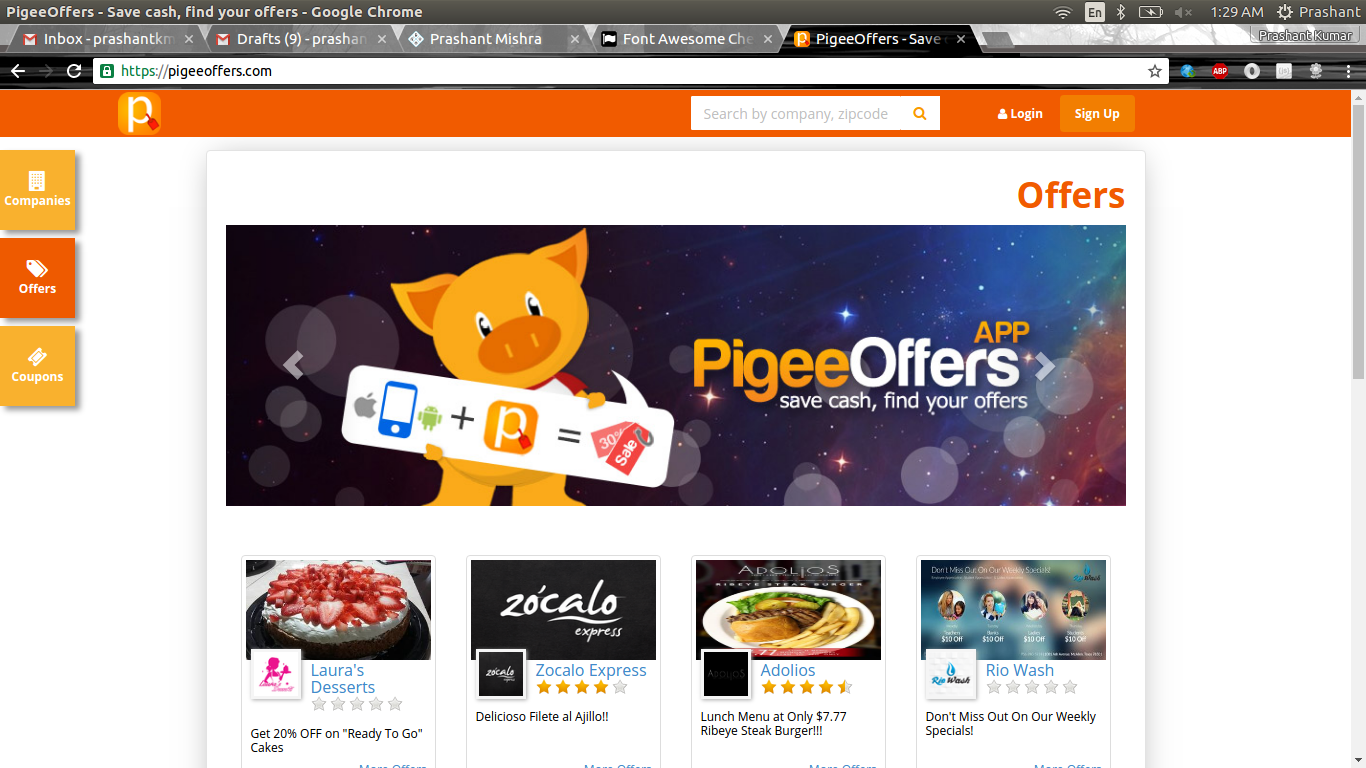 PigeeOffers - Save cash, find your offers - Google Chrome
En
1:29 AM
Prashant
Inbox - prashantkm
Drafts (9) - prashan
Prashant Mishra
Font Awesome Che
PigeeOffers - Save
Prashant Kumar
https://pigeeoffers.com
ABP
p
Search by company, zipcode
Login
Sign Up
Companies
Offers
Coupons
Offers
APP
PigeeOffers
save cash, find your offers
+ p =
30%
Sale
zócalo
express
ADOLIOS
RIBEYE STEAK BURGER
Don't Miss Out On Our Weekly Specials!
Rio Wash
$10 Off
$10 Off
$10 Off
$10 Off
Laura's
Desserts
Zocalo Express
Adolios
Rio Wash
Get 20% OFF on "Ready To Go"
Cakes
Delicioso Filete al Ajillo!!
Lunch Menu at Only $7.77
Ribeye Steak Burger!!!
Don't Miss Out On Our Weekly
Specials!
More Offers
More Offers
More Offers
More Offers